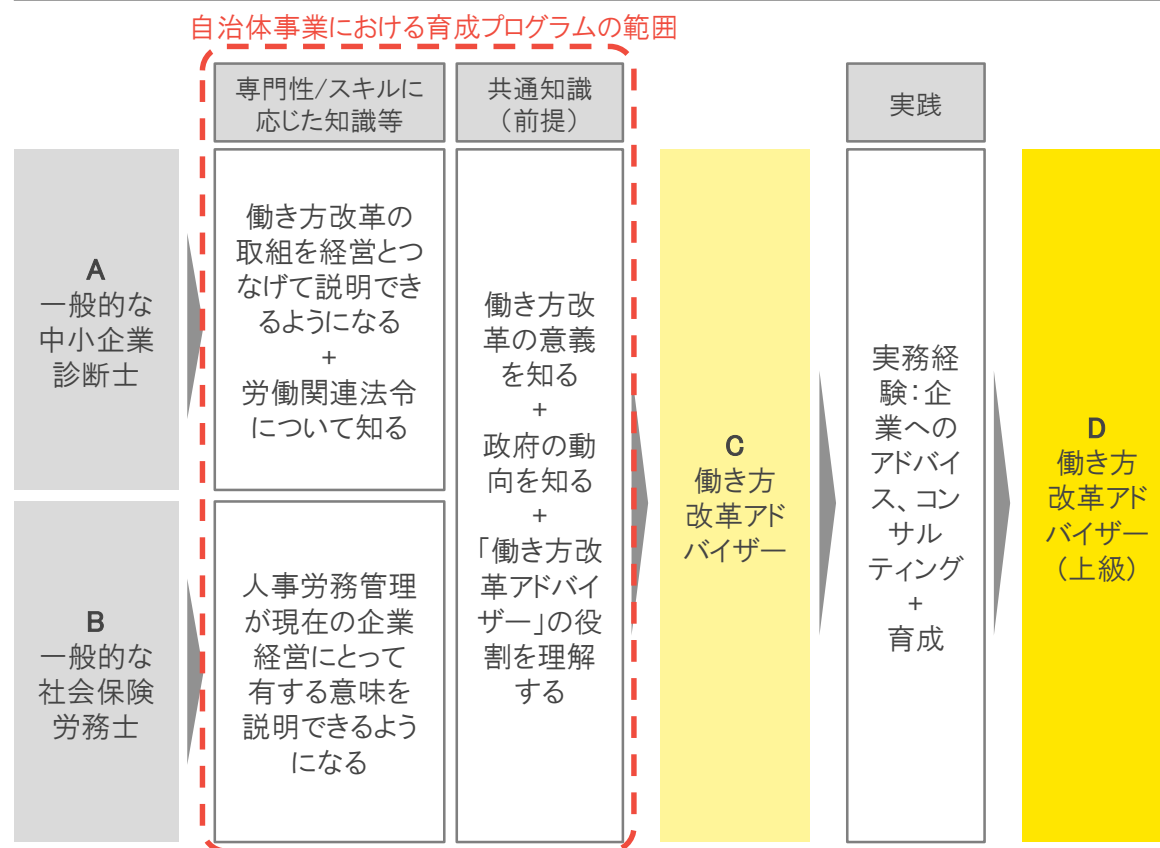 自治体事業における育成プログラムの範囲
専門性/スキルに
応じた知識等
共通知識
（前提）
実践
A
一般的な
中小企業
診断士
働き方改革の
取組を経営とつ
なげて説明でき
るようになる
+
労働関連法令
について知る
B
一般的な
社会保険
労務士
人事労務管理
が現在の企業
経営にとって
有する意味を
説明できるよう
になる
働き方改
革の意義
を知る
+
政府の動
向を知る
+
「働き方改
革アドバイ
ザー」の役
割を理解
する
C
働き方
改革アド
バイザー
実務経
験：企
業への
アドバイ
ス、コン
サル
ティング
+
育成
D
働き方
改革アド
バイザー
（上級）